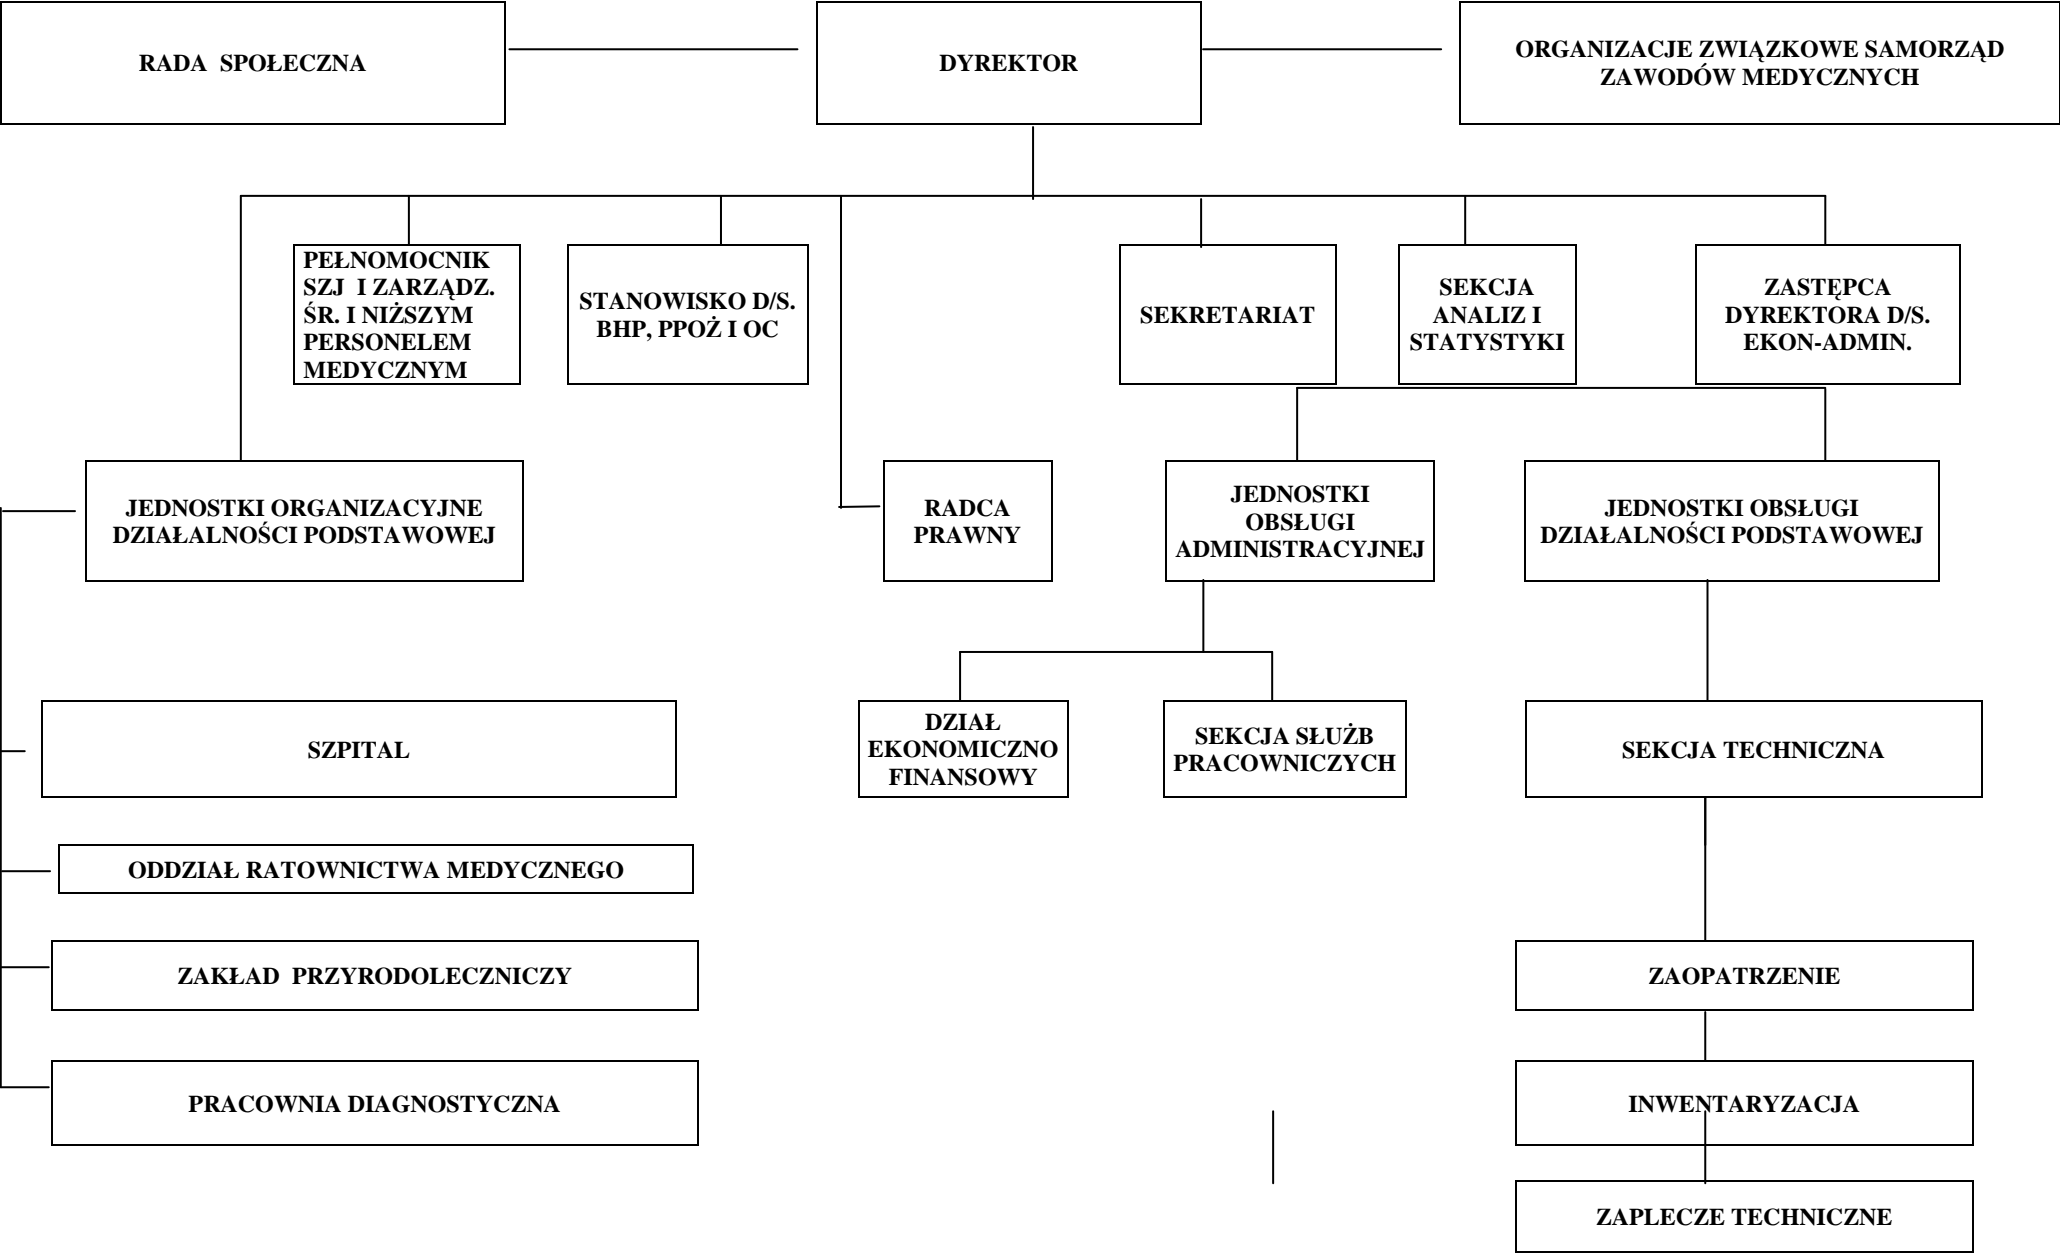 RADA SPOŁECZNA
DYREKTOR
ORGANIZACJE ZWIĄZKOWE SAMORZĄD
ZAWODÓW MEDYCZNYCH
PEŁNOMOCNIK
SZJ I ZARZĄDZ.
ŚR. I NIŻSZYM
PERSONELEM
MEDYCZNYM
STANOWISKO D/S.
BHP, PPOŻ I OC
SEKRETARIAT
SEKCJA
ANALIZ I
STATYSTYKI
ZASTĘPCA
DYREKTORA D/S.
EKON-ADMIN.
JEDNOSTKI ORGANIZACYJNE
DZIAŁALNOŚCI PODSTAWOWEJ
RADCA
PRAWNY
JEDNOSTKI
OBSŁUGI
ADMINISTRACYJNEJ
JEDNOSTKI OBSŁUGI
DZIAŁALNOŚCI PODSTAWOWEJ
SZPITAL
DZIAŁ
EKONOMICZNO
FINANSOWY
SEKCJA SŁUŻB
PRACOWNICZYCH
SEKCJA TECHNICZNA
ODDZIAŁ RATOWNICTWA MEDYCZNEGO
ZAKŁAD PRZYRODOLECZNICZY
ZAOPATRZENIE
PRACOWNIA DIAGNOSTYCZNA
INWENTARYZACJA
ZAPLECZE TECHNICZNE